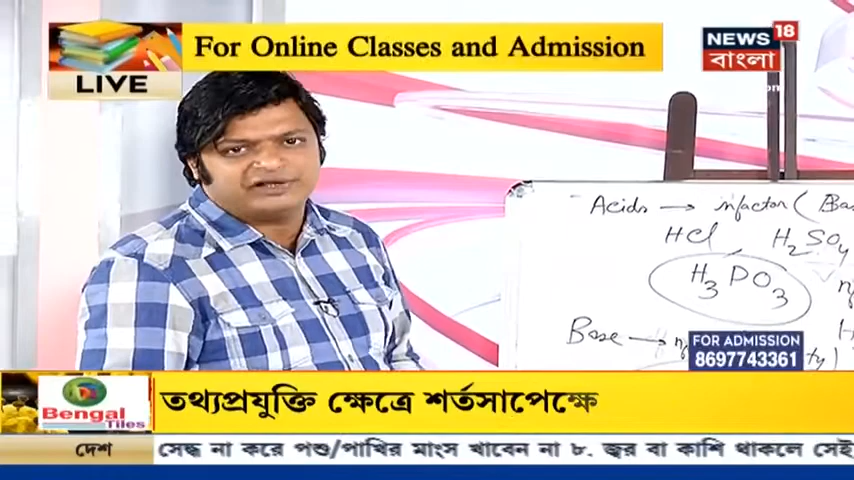 For Online Classes and Admission
NEWS 18
বাংলা
LIVE
Acids → nfactor (Bas
HCl H2SO4
H3PO3
Base →
FOR ADMISSION
8697743361
Bengal
Tiles
তথ্যপ্রযুক্তি ক্ষেত্রে শর্তসাপেক্ষে
দেশ
সেদ্ধ না করে পশু/পাখির মাংস খাবেন না ৮. জ্বর বা কাশি থাকলে সেই